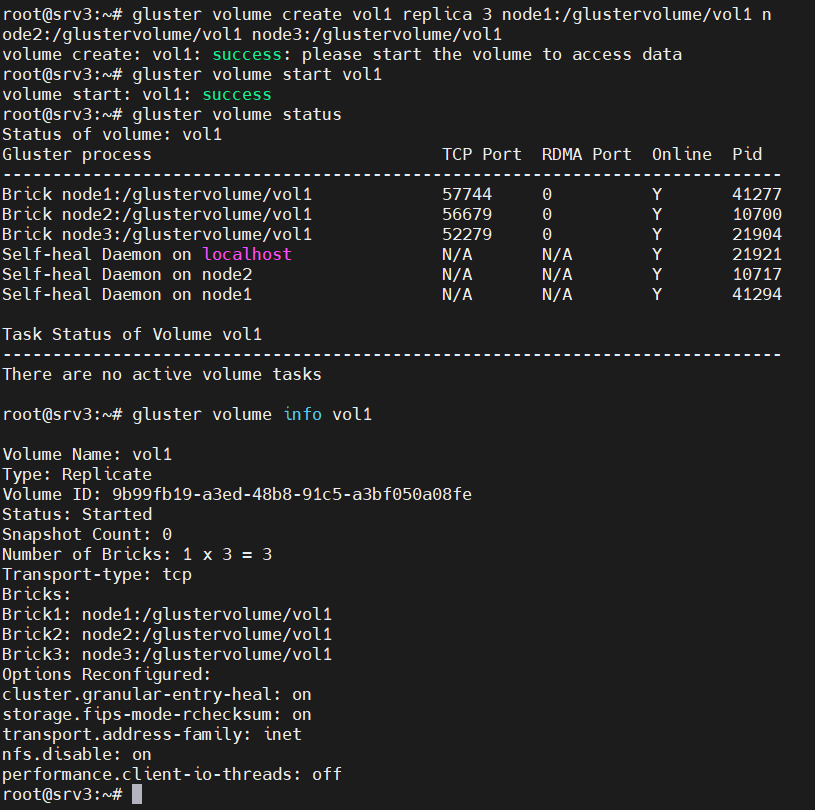 root@srv3:~# gluster volume create vol1 replica 3 node1:/glustervolume/vol1 n
ode2:/glustervolume/vol1 node3:/glustervolume/vol1
volume create: vol1: success: please start the volume to access data
root@srv3:~# gluster volume start vol1
volume start: vol1: success
root@srv3:~# gluster volume status
Status of volume: vol1
Gluster process                             TCP Port  RDMA Port  Online  Pid
------------------------------------------------------------------------------
Brick node1:/glustervolume/vol1             57744     0          Y       41277
Brick node2:/glustervolume/vol1             56679     0          Y       10700
Brick node3:/glustervolume/vol1             52279     0          Y       21904
Self-heal Daemon on localhost               N/A       N/A        Y       21921
Self-heal Daemon on node2                   N/A       N/A        Y       10717
Self-heal Daemon on node1                   N/A       N/A        Y       41294

Task Status of Volume vol1
------------------------------------------------------------------------------
There are no active volume tasks

root@srv3:~# gluster volume info vol1

Volume Name: vol1
Type: Replicate
Volume ID: 9b99fb19-a3ed-48b8-91c5-a3bf050a08fe
Status: Started
Snapshot Count: 0
Number of Bricks: 1 x 3 = 3
Transport-type: tcp
Bricks:
Brick1: node1:/glustervolume/vol1
Brick2: node2:/glustervolume/vol1
Brick3: node3:/glustervolume/vol1
Options Reconfigured:
cluster.granular-entry-heal: on
storage.fips-mode-rchecksum: on
transport.address-family: inet
nfs.disable: on
performance.client-io-threads: off
root@srv3:~#